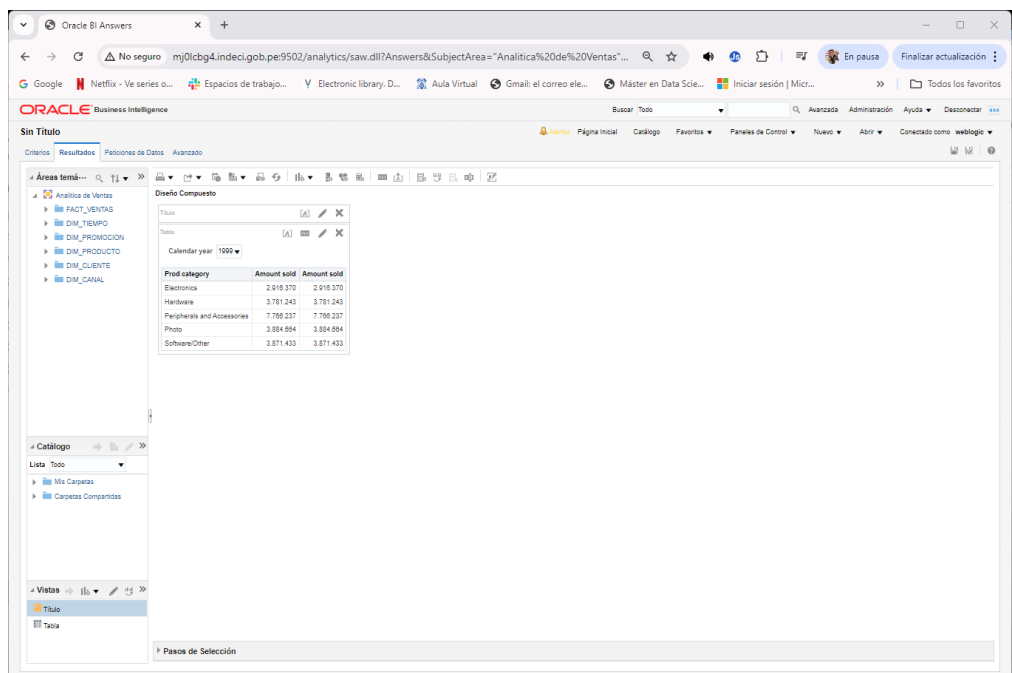 Oracle BI Answers
No seguro mj0lcbg4.indeci.gob.pe:9502/analytics/saw.dll?Answers&SubjectArea="Analitica%20de%20Ventas"... En pausa Finalizar actualización
Google Netflix - Ve series o... Espacios de trabajo... Electronic library. D... Aula Virtual Gmail: el correo ele... Máster en Data Scie... Iniciar sesión | Micr... Todos los favoritos
ORACLE Business Intelligence Buscar Todo Avanzada Administración Ayuda Desconectar
Sin Título Alertas Página Inicial Catálogo Favoritos Paneles de Control Nuevo Abrir Conectado como weblogic
Criterios Resultados Peticiones de Datos Avanzado
Áreas temá...
Analitica de Ventas
FACT_VENTAS
DIM_TIEMPO
DIM_PROMOCION
DIM_PRODUCTO
DIM_CLIENTE
DIM_CANAL
Diseño Compuesto
Título
Tabla
Calendar year 1999
Prod category Amount sold Amount sold
Electronics 2.916.370 2.916.370
Hardware 3.781.243 3.781.243
Peripherals and Accessories 7.766.237 7.766.237
Photo 3.884.664 3.884.664
Software/Other 3.871.433 3.871.433
Catálogo
Lista Todo
Mis Carpetas
Carpetas Compartidas
Vistas
Título
Tabla
Pasos de Selección